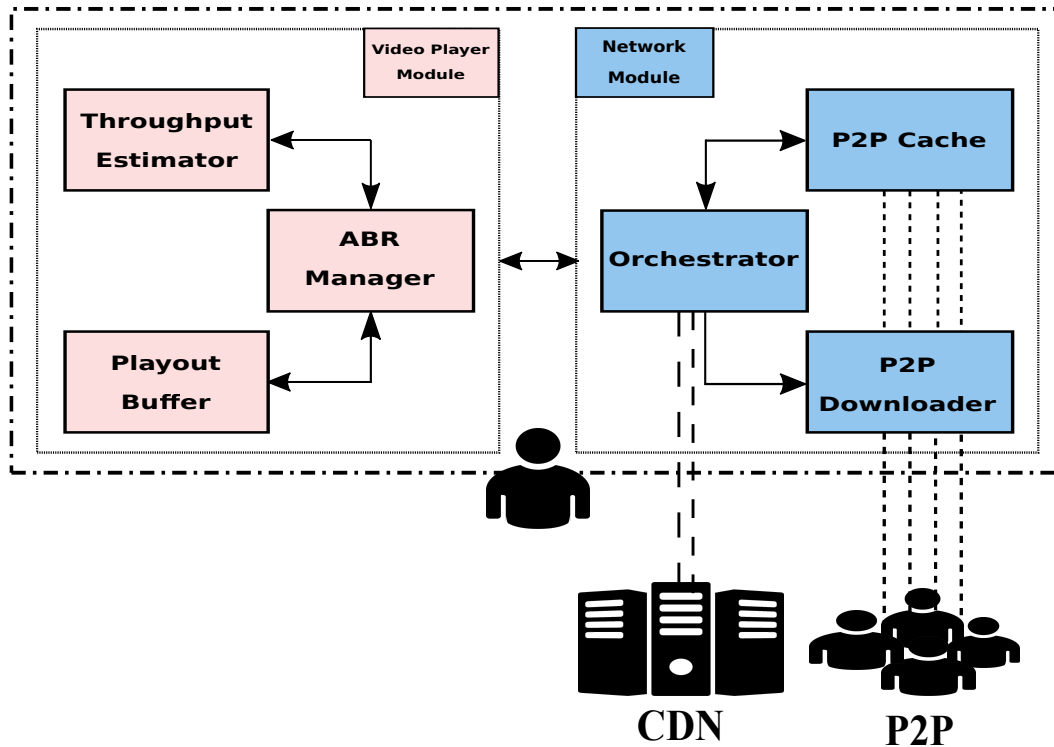 Video Player
Module
Network
Module
Throughput
Estimator
P2P Cache
ABR
Manager
Orchestrator
Playout
Buffer
P2P
Downloader
CDN
P2P